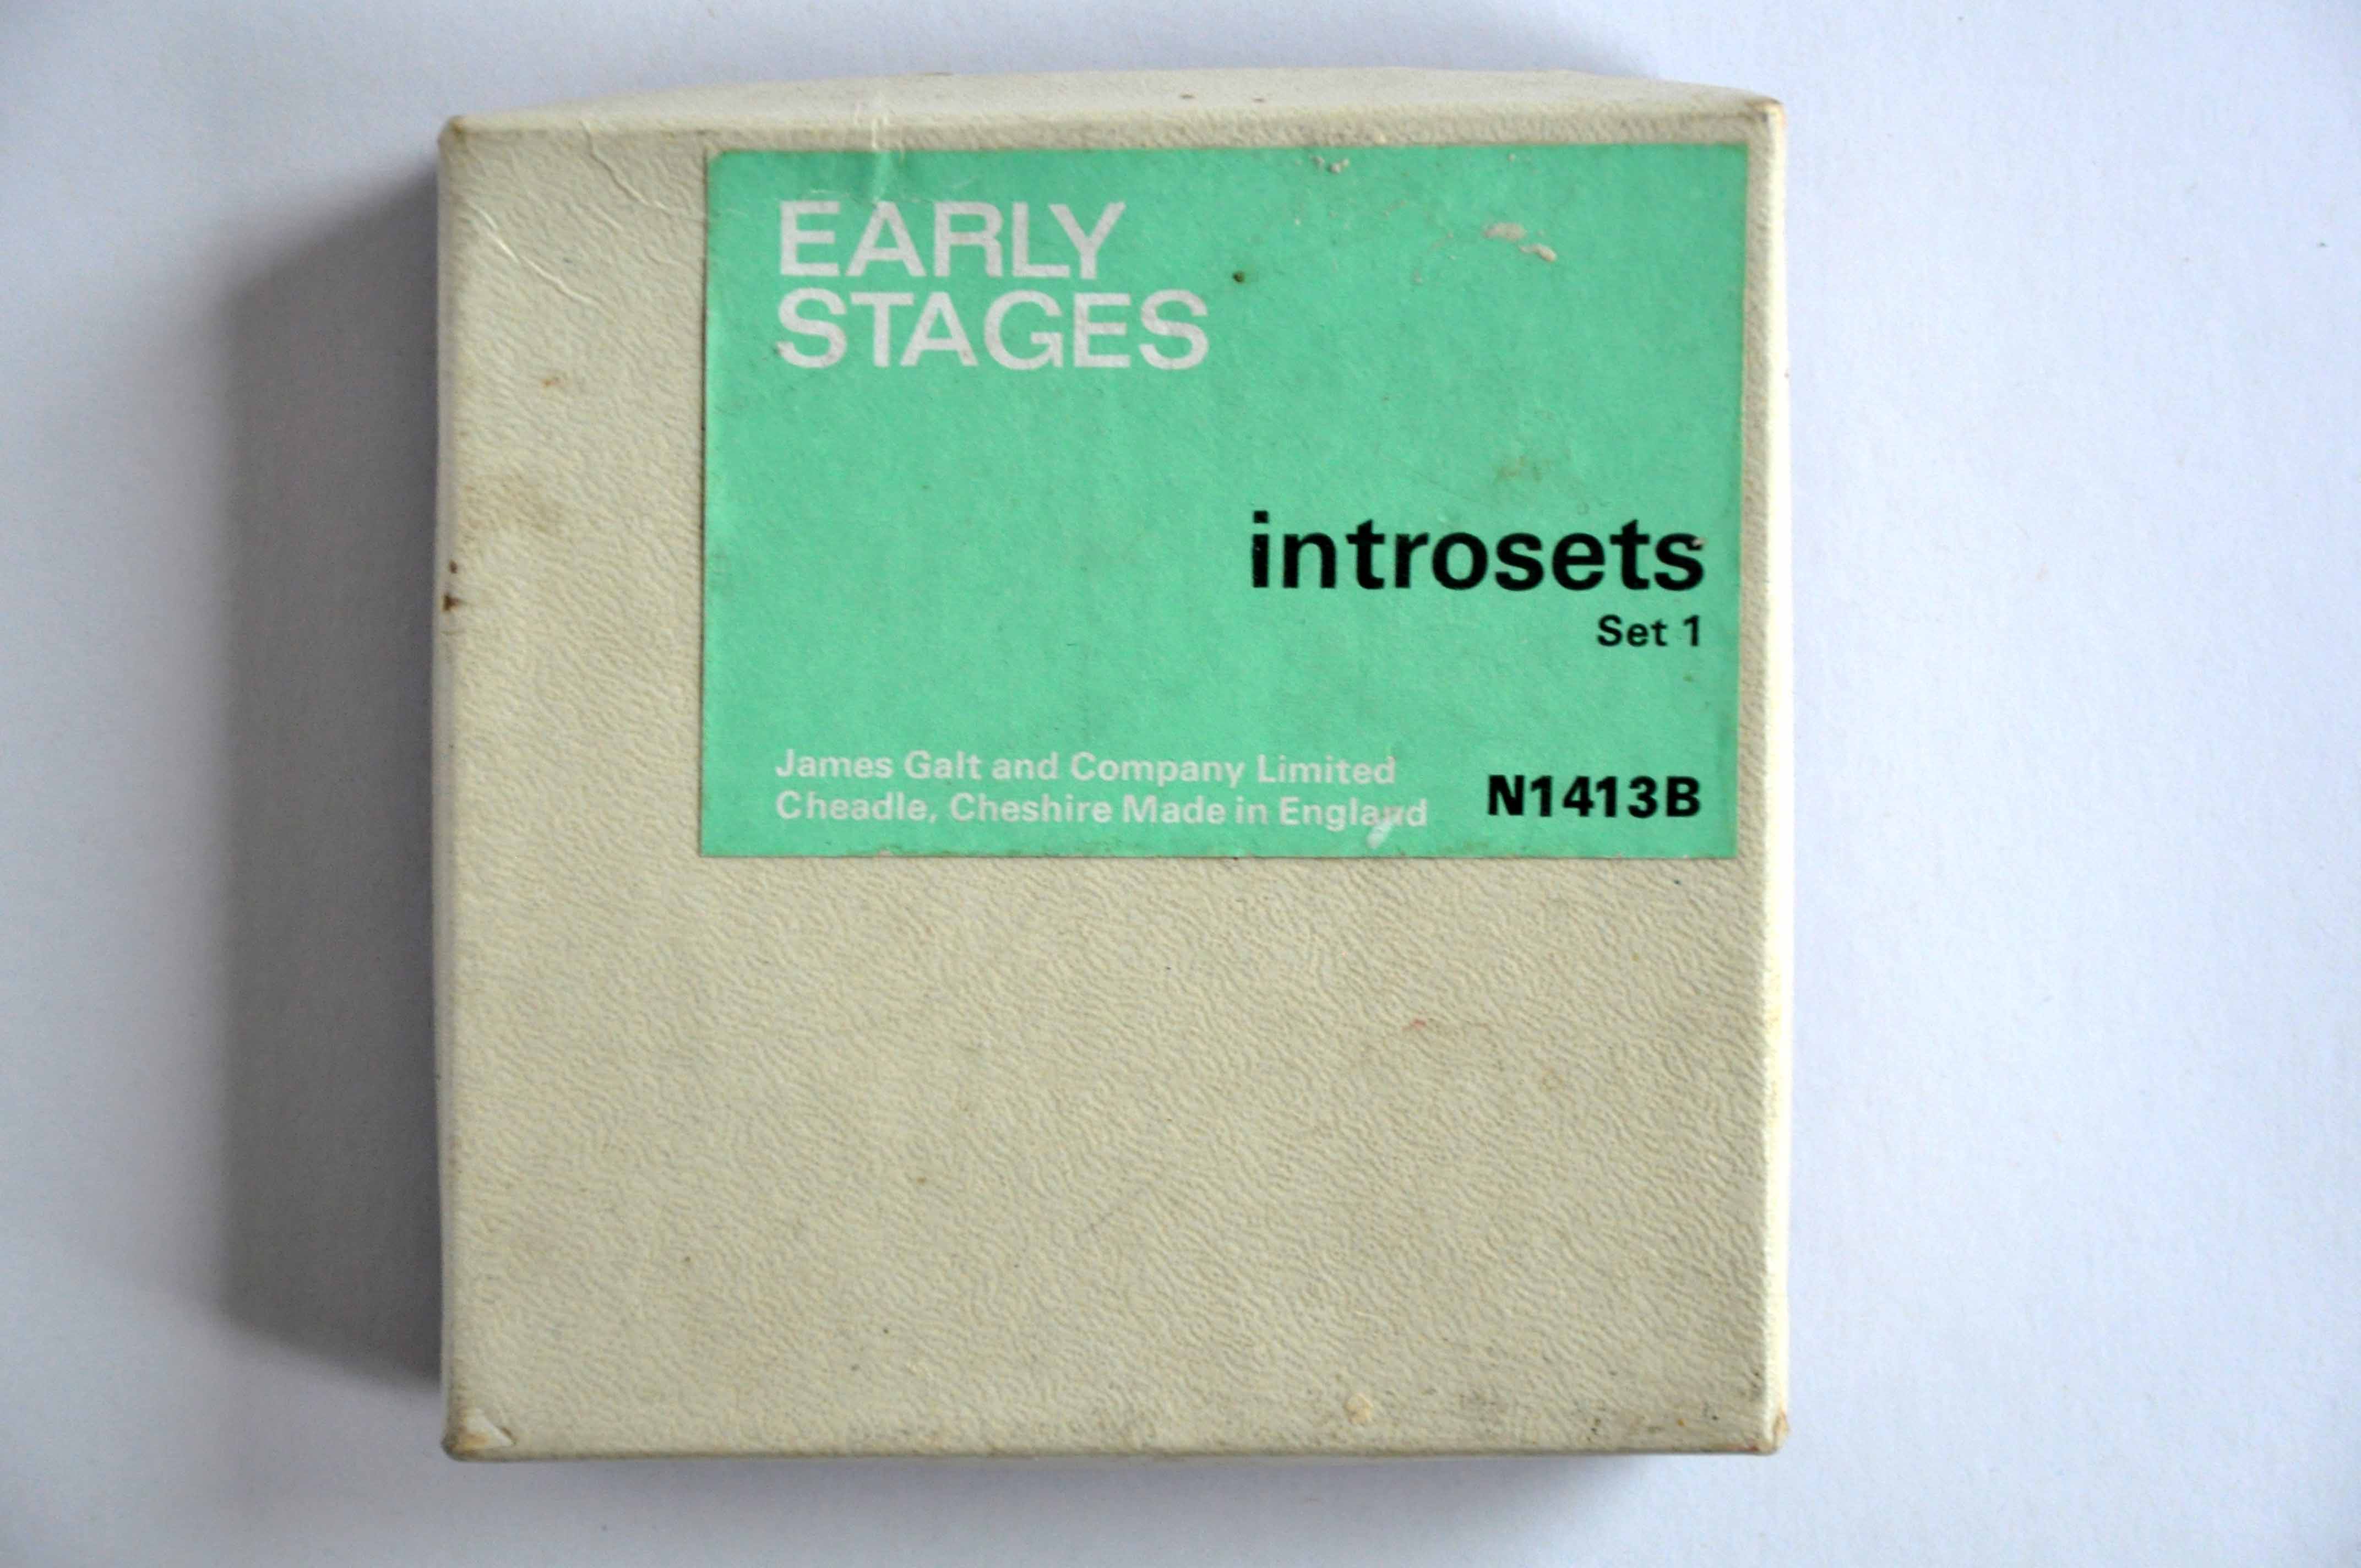 EARLY
STAGES
introsets
Set 1
James Galt and Company Limited
Cheadle, Cheshire Made in England
N1413B